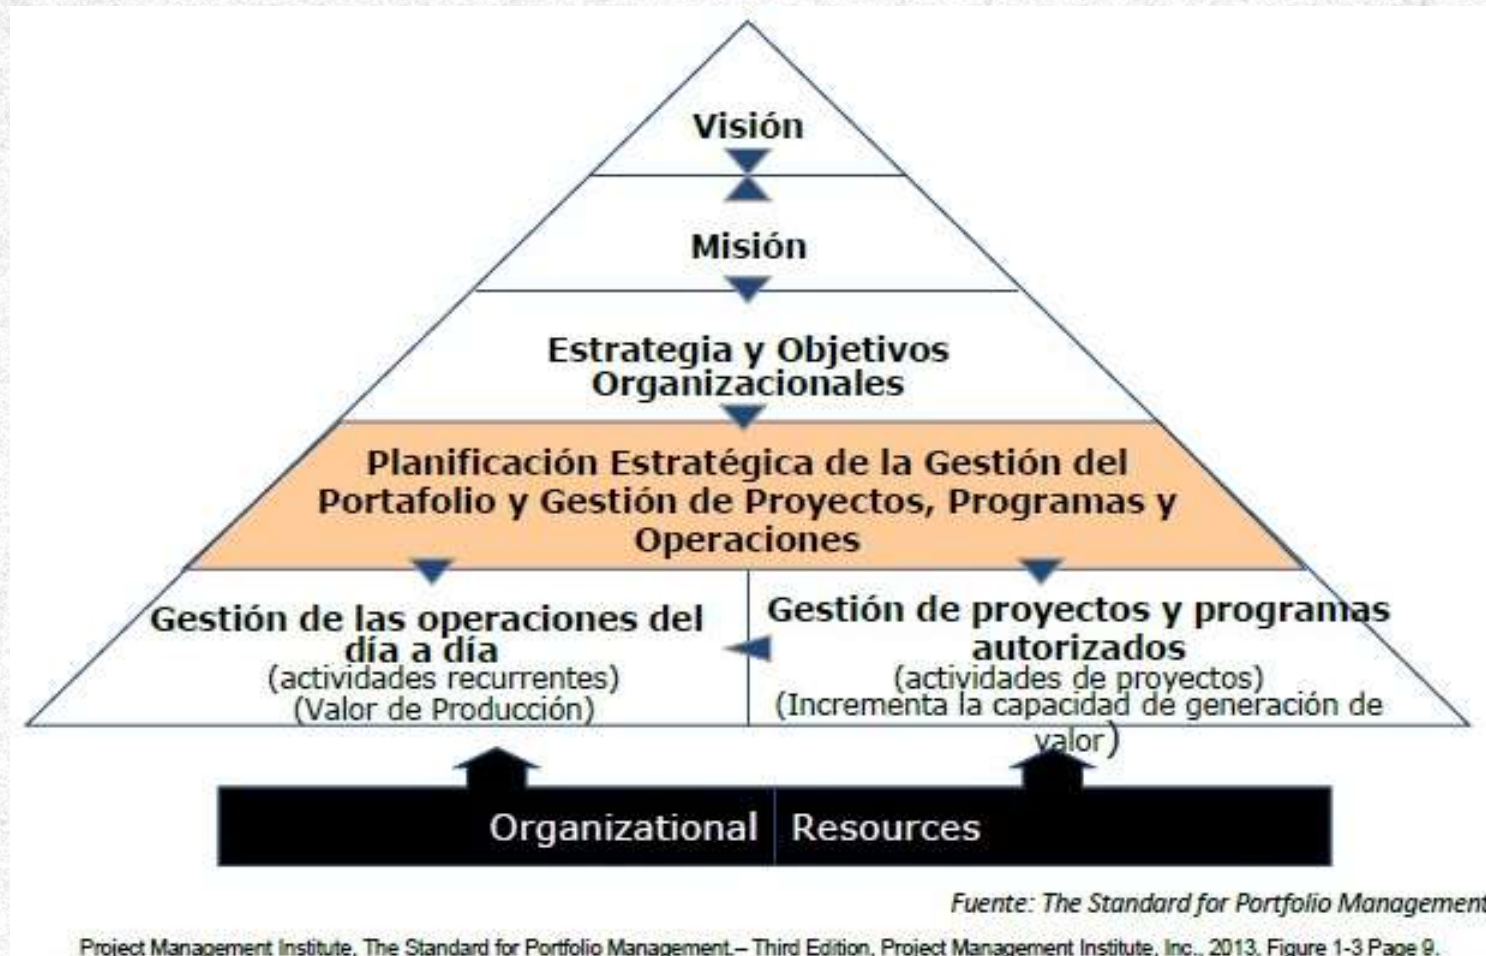 Visión
Misión
Estrategia y Objetivos
Organizacionales
Planificación Estratégica de la Gestión del
Portafolio y Gestión de Proyectos, Programas y
Operaciones
Gestión de las operaciones del
día a día
(actividades recurrentes)
(Valor de Producción)
Gestión de proyectos y programas
autorizados
(actividades de proyectos)
(Incrementa la capacidad de generación de
valor)
Organizational Resources
Fuente: The Standard for Portfolio Management
Project Management Institute, The Standard for Portfolio Management – Third Edition, Project Management Institute, Inc., 2013, Figure 1-3 Page 9.